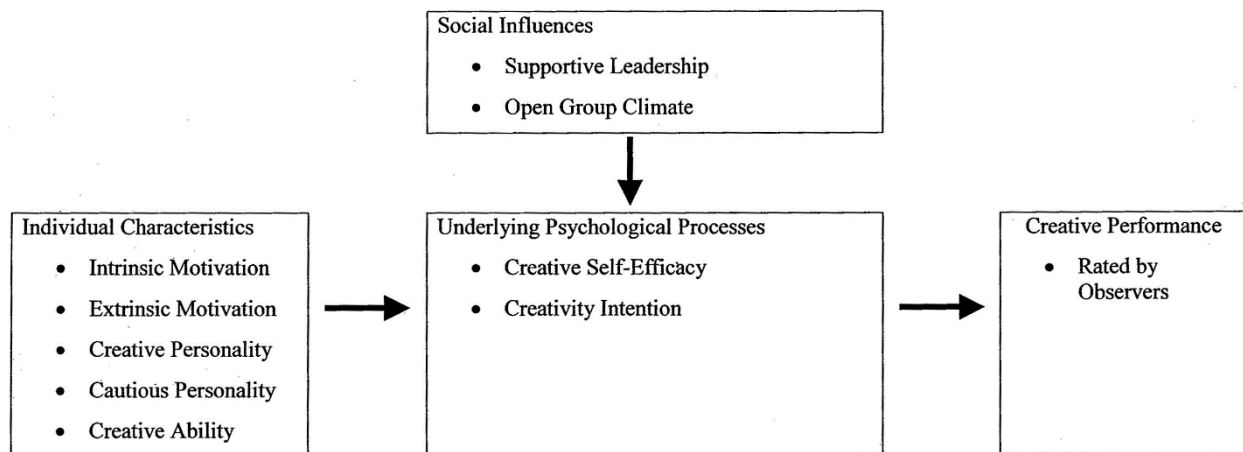 Social Influences
• Supportive Leadership
• Open Group Climate
Individual Characteristics
• Intrinsic Motivation
• Extrinsic Motivation
• Creative Personality
• Cautious Personality
• Creative Ability
Underlying Psychological Processes
• Creative Self-Efficacy
• Creativity Intention
Creative Performance
• Rated by
Observers